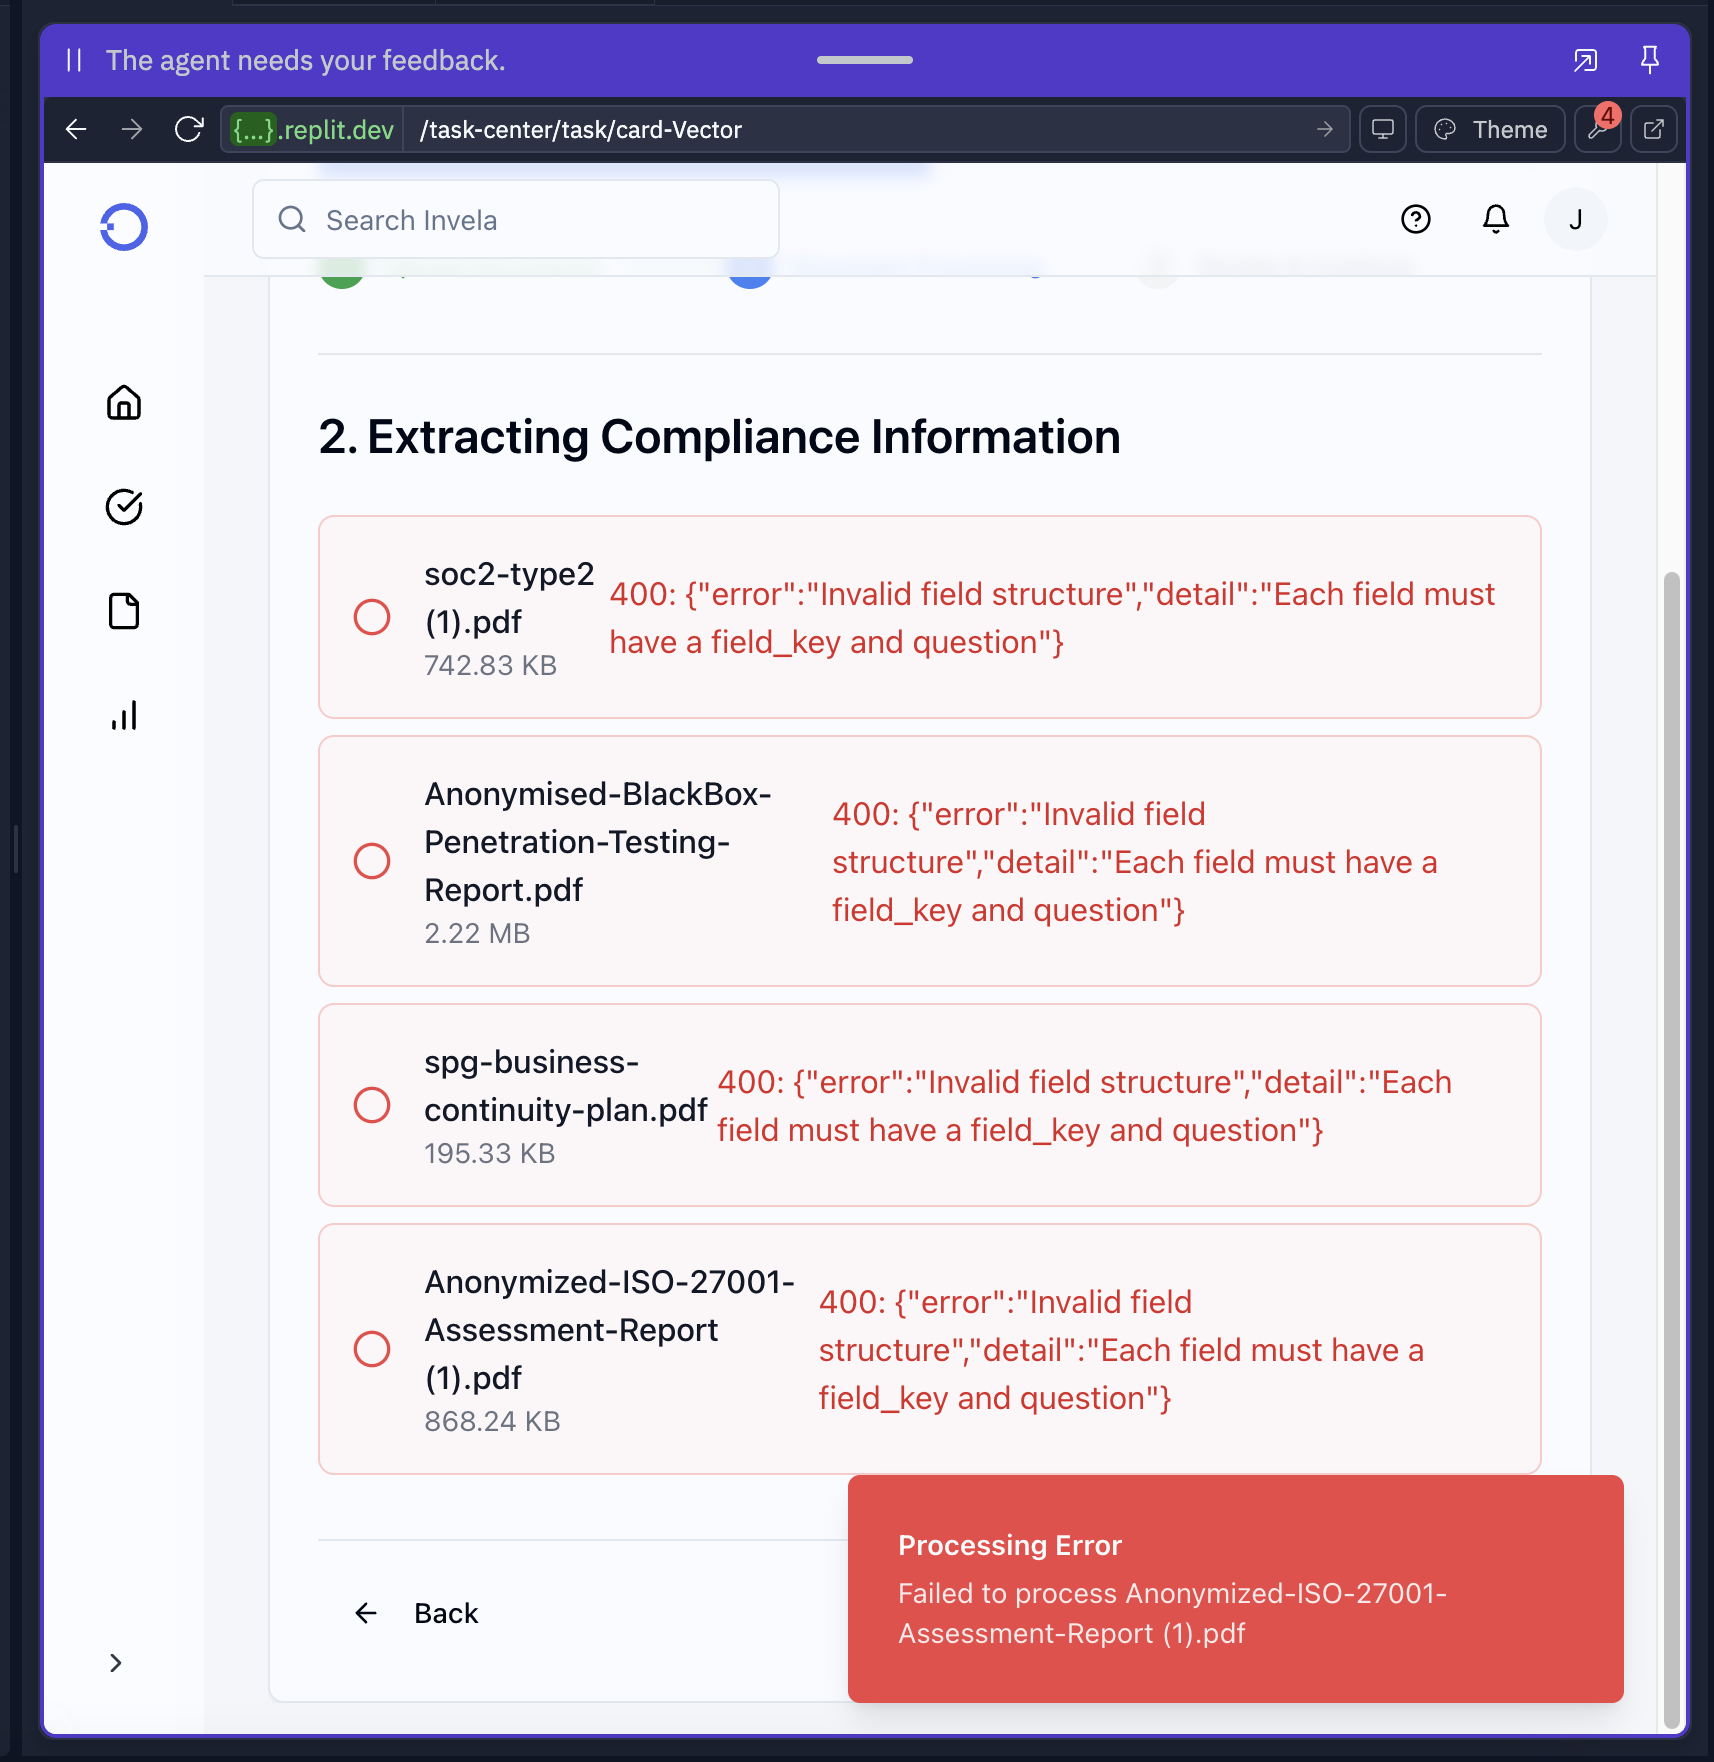 The agent needs your feedback.
{...}.replit.dev /task-center/task/card-Vector Theme 4
Search Invela J
2. Extracting Compliance Information
soc2-type2
(1).pdf
742.83 KB
400: {"error":"Invalid field structure","detail":"Each field must
have a field_key and question"}
Anonymised-BlackBox-
Penetration-Testing-
Report.pdf
2.22 MB
400: {"error":"Invalid field
structure","detail":"Each field must have a
field_key and question"}
spg-business-
continuity-plan.pdf
195.33 KB
400: {"error":"Invalid field structure","detail":"Each
field must have a field_key and question"}
Anonymized-ISO-27001-
Assessment-Report
(1).pdf
868.24 KB
400: {"error":"Invalid field
structure","detail":"Each field must have a
field_key and question"}
Back
Processing Error
Failed to process Anonymized-ISO-27001-
Assessment-Report (1).pdf